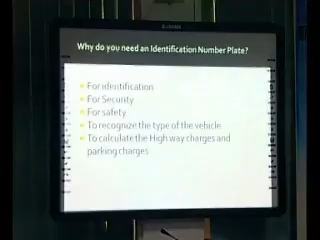 Why do you need an Identification Number Plate?
For identification
For Security
For safety
To recognize the type of the vehicle
To calculate the High way charges and
parking charges